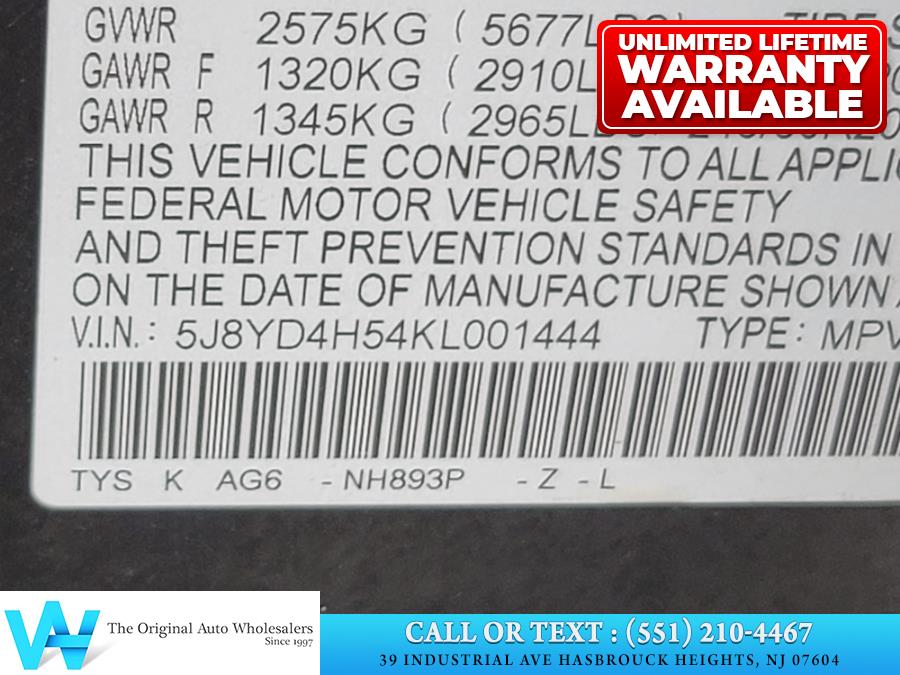 GVWR 2575KG ( 5677L
GAWR F 1320KG ( 2910L
GAWR R 1345KG ( 2965L
THIS VEHICLE CONFORMS TO ALL APPLIC
FEDERAL MOTOR VEHICLE SAFETY
AND THEFT PREVENTION STANDARDS IN
ON THE DATE OF MANUFACTURE SHOWN
V.I.N.: 5J8YD4H54KL001444 TYPE: MPV
TYS K AG6 -NH893P -Z -L
UNLIMITED LIFETIME
WARRANTY
AVAILABLE
The Original Auto Wholesalers
Since 1997
CALL OR TEXT : (551) 210-4467
39 INDUSTRIAL AVE HASBROUCK HEIGHTS, NJ 07604